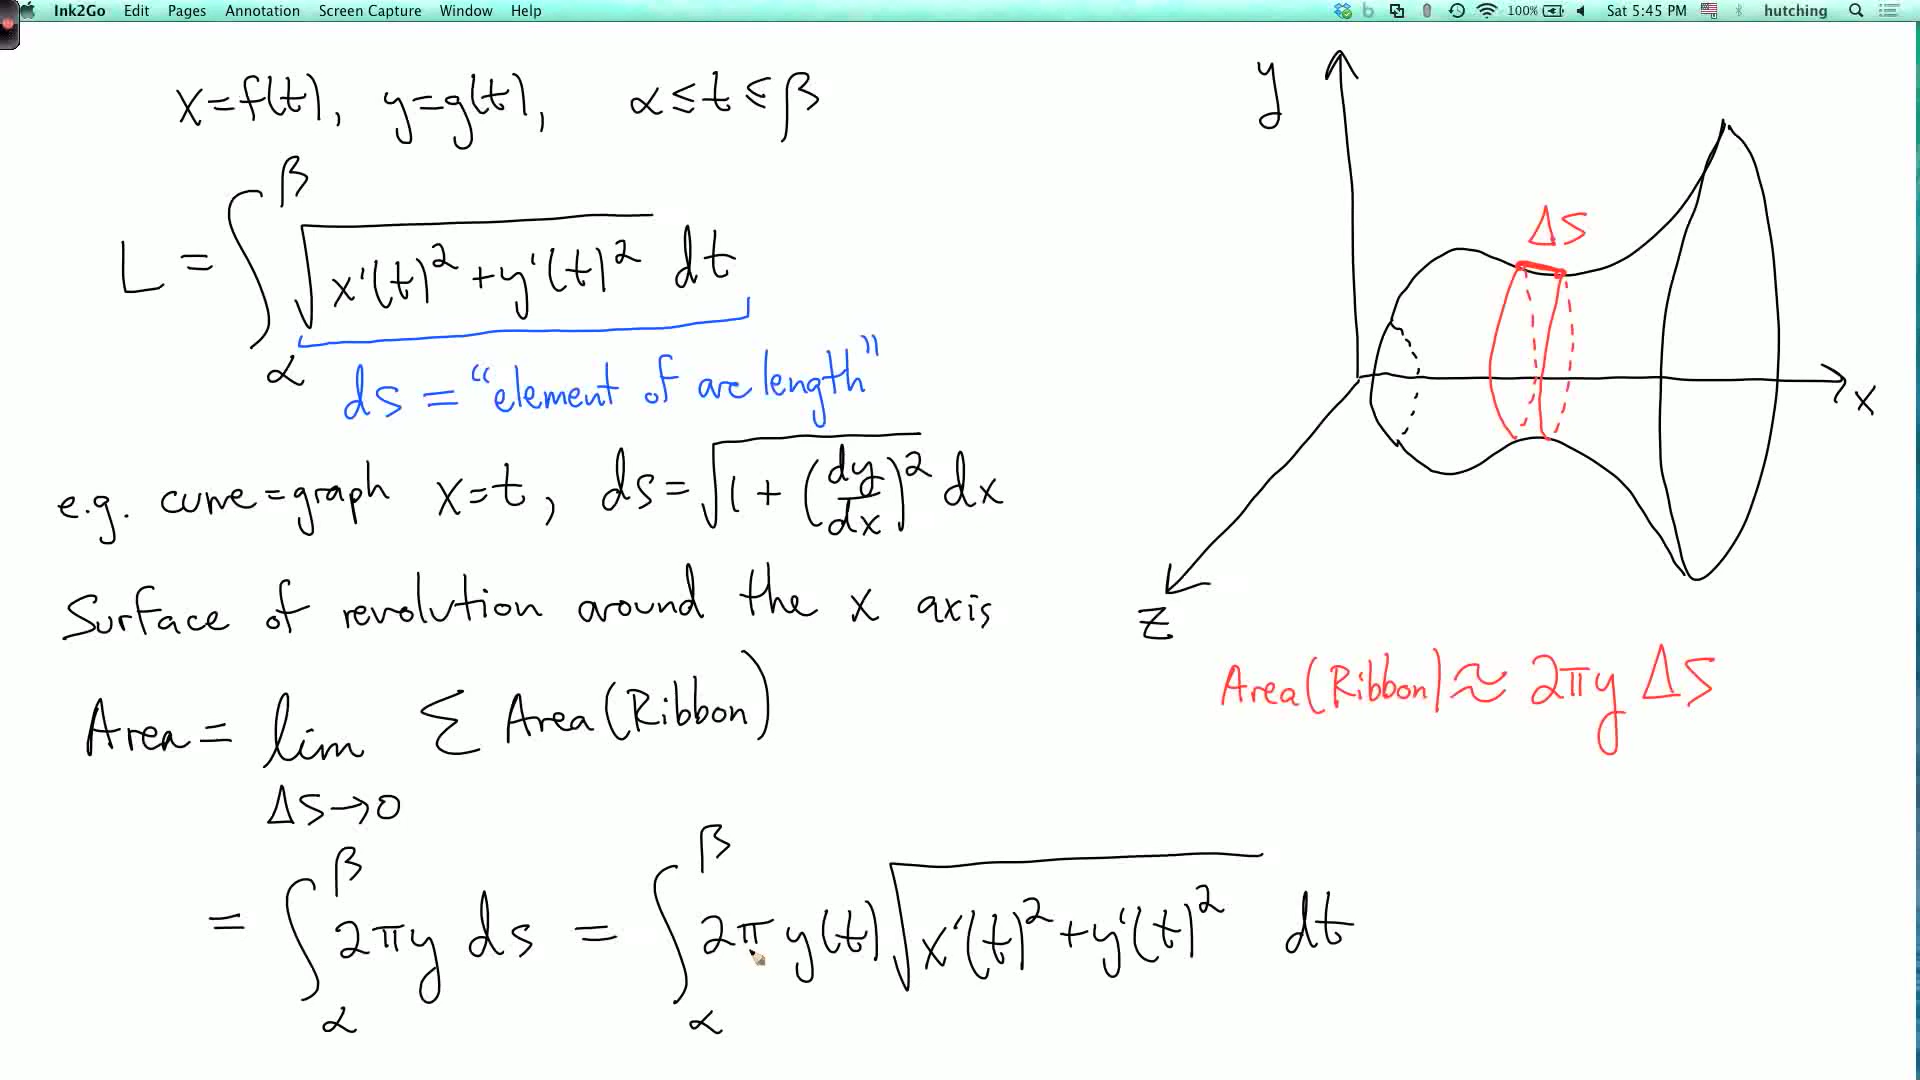 Ink2Go Edit Pages Annotation Screen Capture Window Help 100% Sat 5:45 PM hutching
x=f(t), y=g(t), α≤t≤β
L = ∫_α^β √(x'(t)²+y'(t)²) dt
ds = “element of arc length”
e.g. curve=graph x=t, ds=√(1+(dy/dx)²) dx
Surface of revolution around the x axis
Area = lim_{Δs→0} Σ Area(Ribbon)
= ∫_α^β 2πy ds = ∫_α^β 2πy(t)√(x'(t)²+y'(t)²) dt
y
Δs
x
z
Area(Ribbon)≈2πy Δs